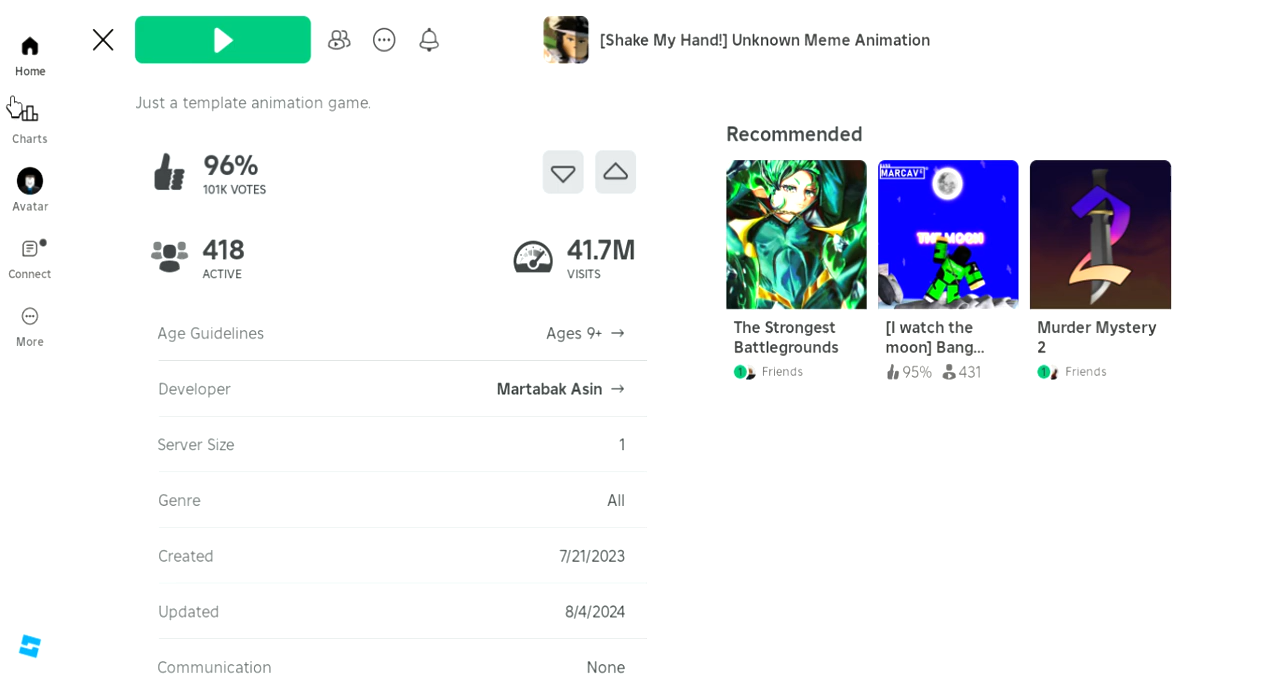 Home
Charts
Avatar
Connect
More
[Shake My Hand!] Unknown Meme Animation
Just a template animation game.
96%
101K VOTES
418
ACTIVE
41.7M
VISITS
Age Guidelines
Ages 9+
Developer
Martabak Asin
Server Size
1
Genre
All
Created
7/21/2023
Updated
8/4/2024
Communication
None
Recommended
MARCAV
THE MOON
The Strongest
Battlegrounds
1
Friends
[I watch the
moon] Bang...
95%
431
Murder Mystery
2
1
Friends